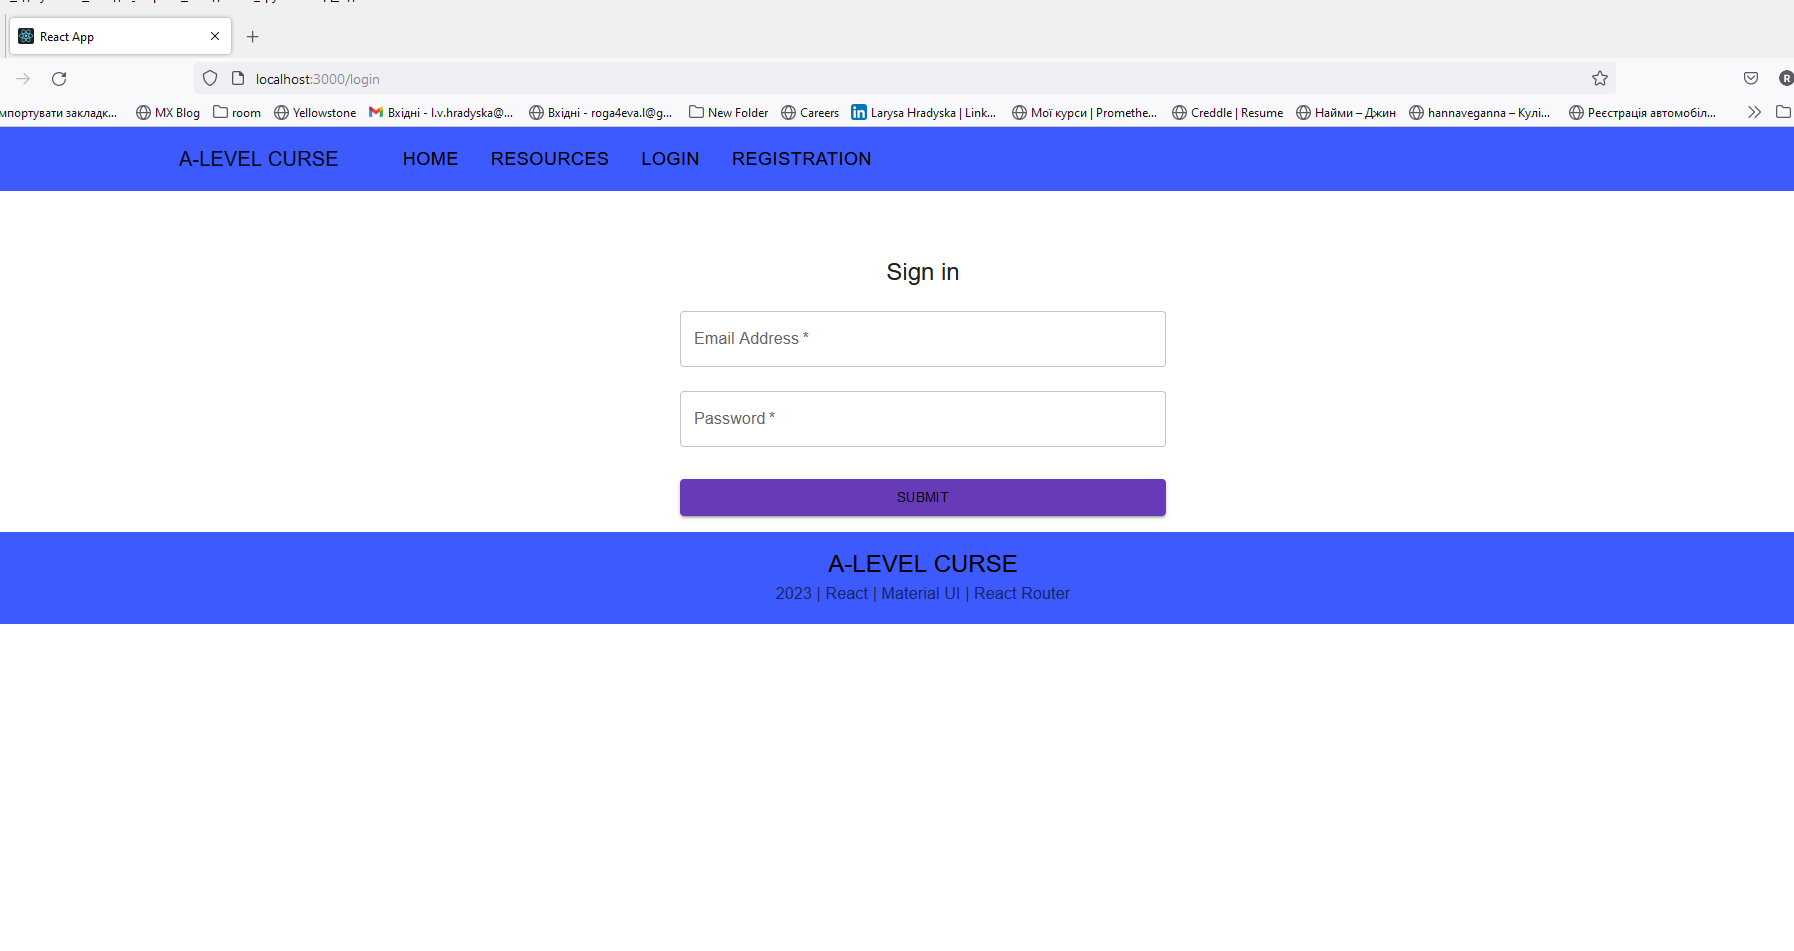 React App
localhost:3000/login
мпортувати закладк...
MX Blog
room
Yellowstone
Вхідні - l.v.hradyska@...
Вхідні - roga4eva.l@g...
New Folder
Careers
Larysa Hradyska | Link...
Мої курси | Promethe...
Creddle | Resume
Найми – Джин
hannaveganna – Кулі...
Реєстрація автомобіл...
A-LEVEL CURSE
HOME
RESOURCES
LOGIN
REGISTRATION
Sign in
Email Address *
Password *
SUBMIT
A-LEVEL CURSE
2023 | React | Material UI | React Router